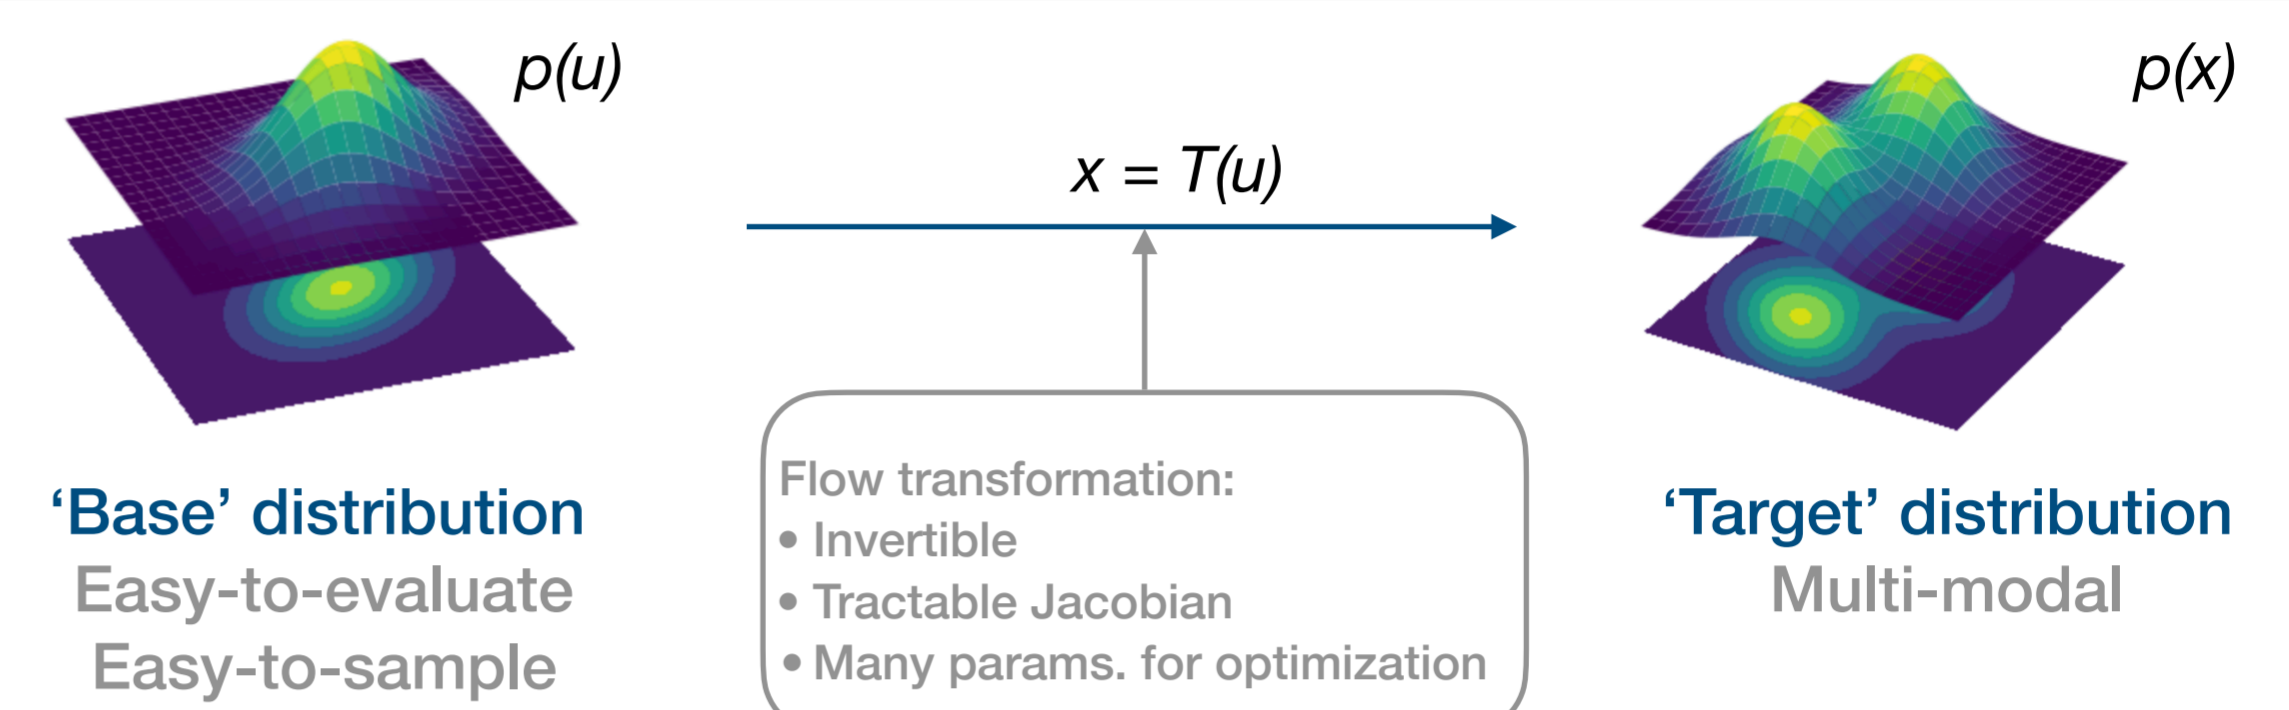 p(u)
x = T(u)
p(x)
‘Base’ distribution
Easy-to-evaluate
Easy-to-sample
Flow transformation:
• Invertible
• Tractable Jacobian
• Many params. for optimization
‘Target’ distribution
Multi-modal